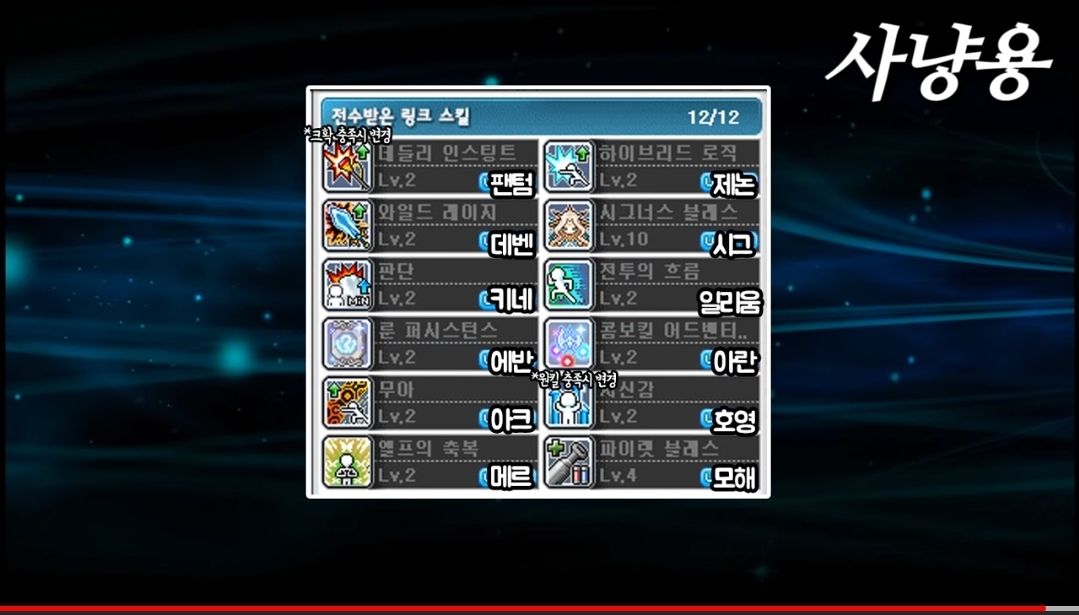 사냥용
전수받은 링크 스킬 12/12
*크확 충족시 변경
데들리 인스팅트
Lv.2 팬텀
하이브리드 로직
Lv.2 제논
와일드 레이지
Lv.2 데벤
시그너스 블레스
Lv.10 시그
판단
Lv.2 키네
전투의 흐름
Lv.2 일리움
룬 퍼시스턴스
Lv.2 에반
콤보킬 어드벤티..
Lv.2 아란
무아
Lv.2 아크
*원킬 충족시 변경
자신감
Lv.2 호영
엘프의 축복
Lv.2 메르
파이렛 블레스
Lv.4 모해
MIN